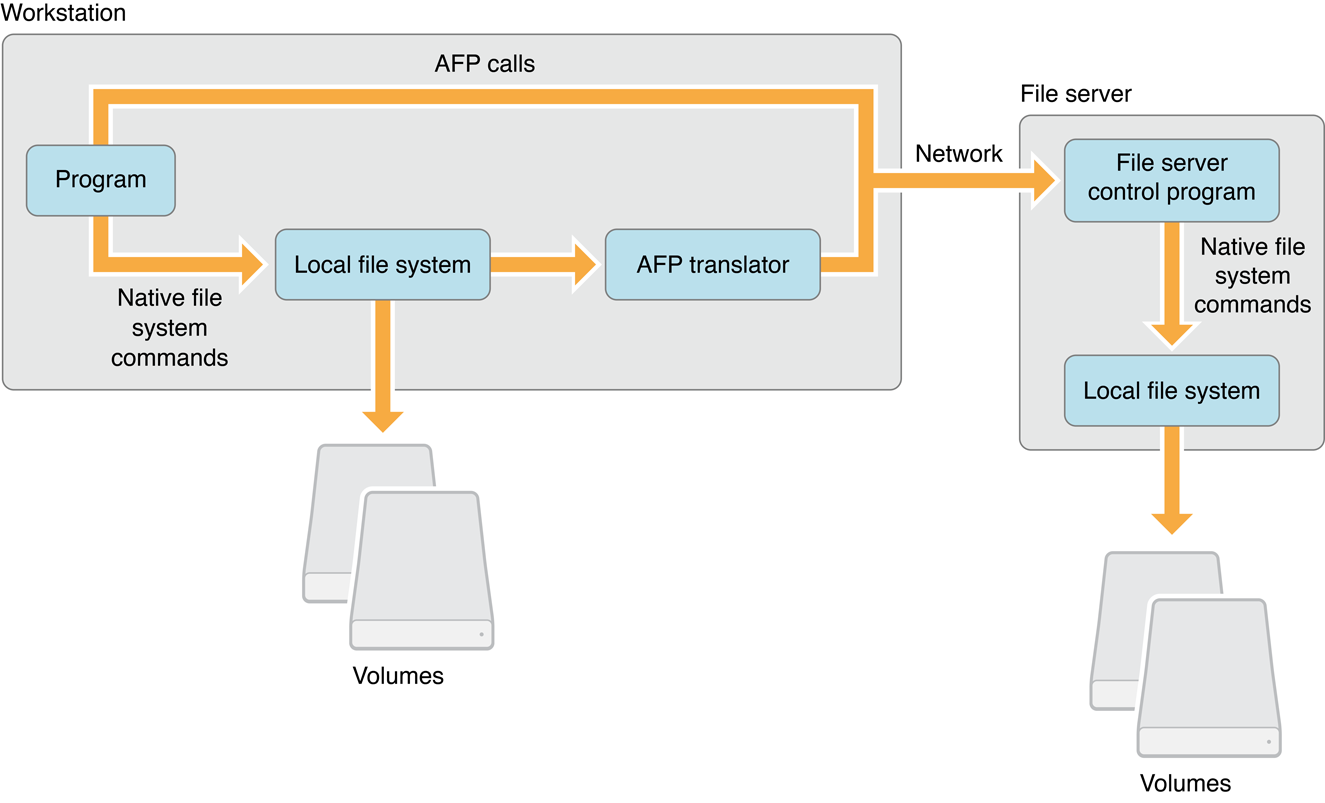 Workstation
AFP calls
File server
Network
Program
File server
control program
Native file
system
commands
Local file system
AFP translator
Native file
system
commands
Local file system
Volumes
Volumes